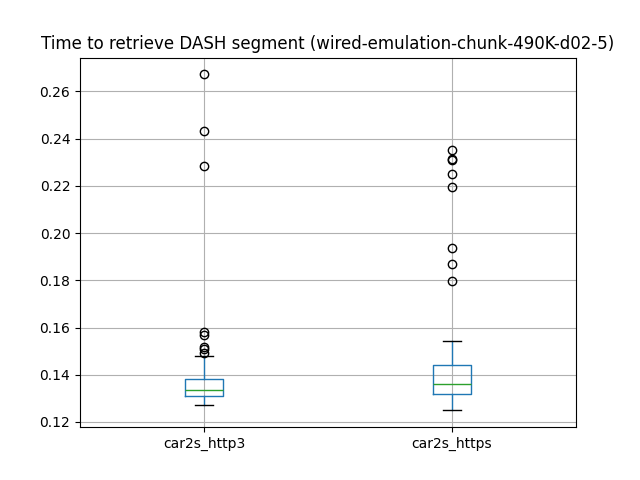 Time to retrieve DASH segment (wired-emulation-chunk-490K-d02-5)
0.26
0.24
0.22
0.20
0.18
0.16
0.14
0.12
car2s_http3
car2s_https